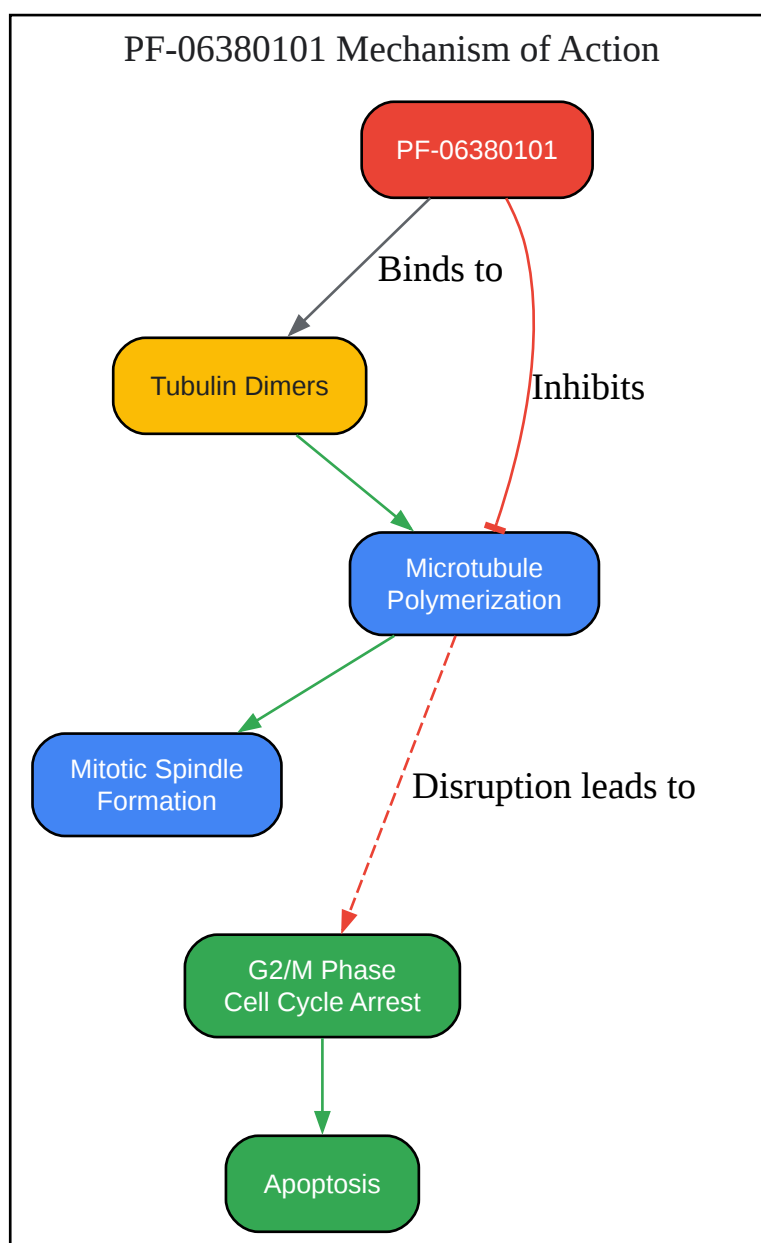 PF-06380101 Mechanism of Action
PF-06380101
Binds to
Tubulin Dimers
Inhibits
Microtubule
Polymerization
Mitotic Spindle
Formation
Disruption leads to
G2/M Phase
Cell Cycle Arrest
Apoptosis